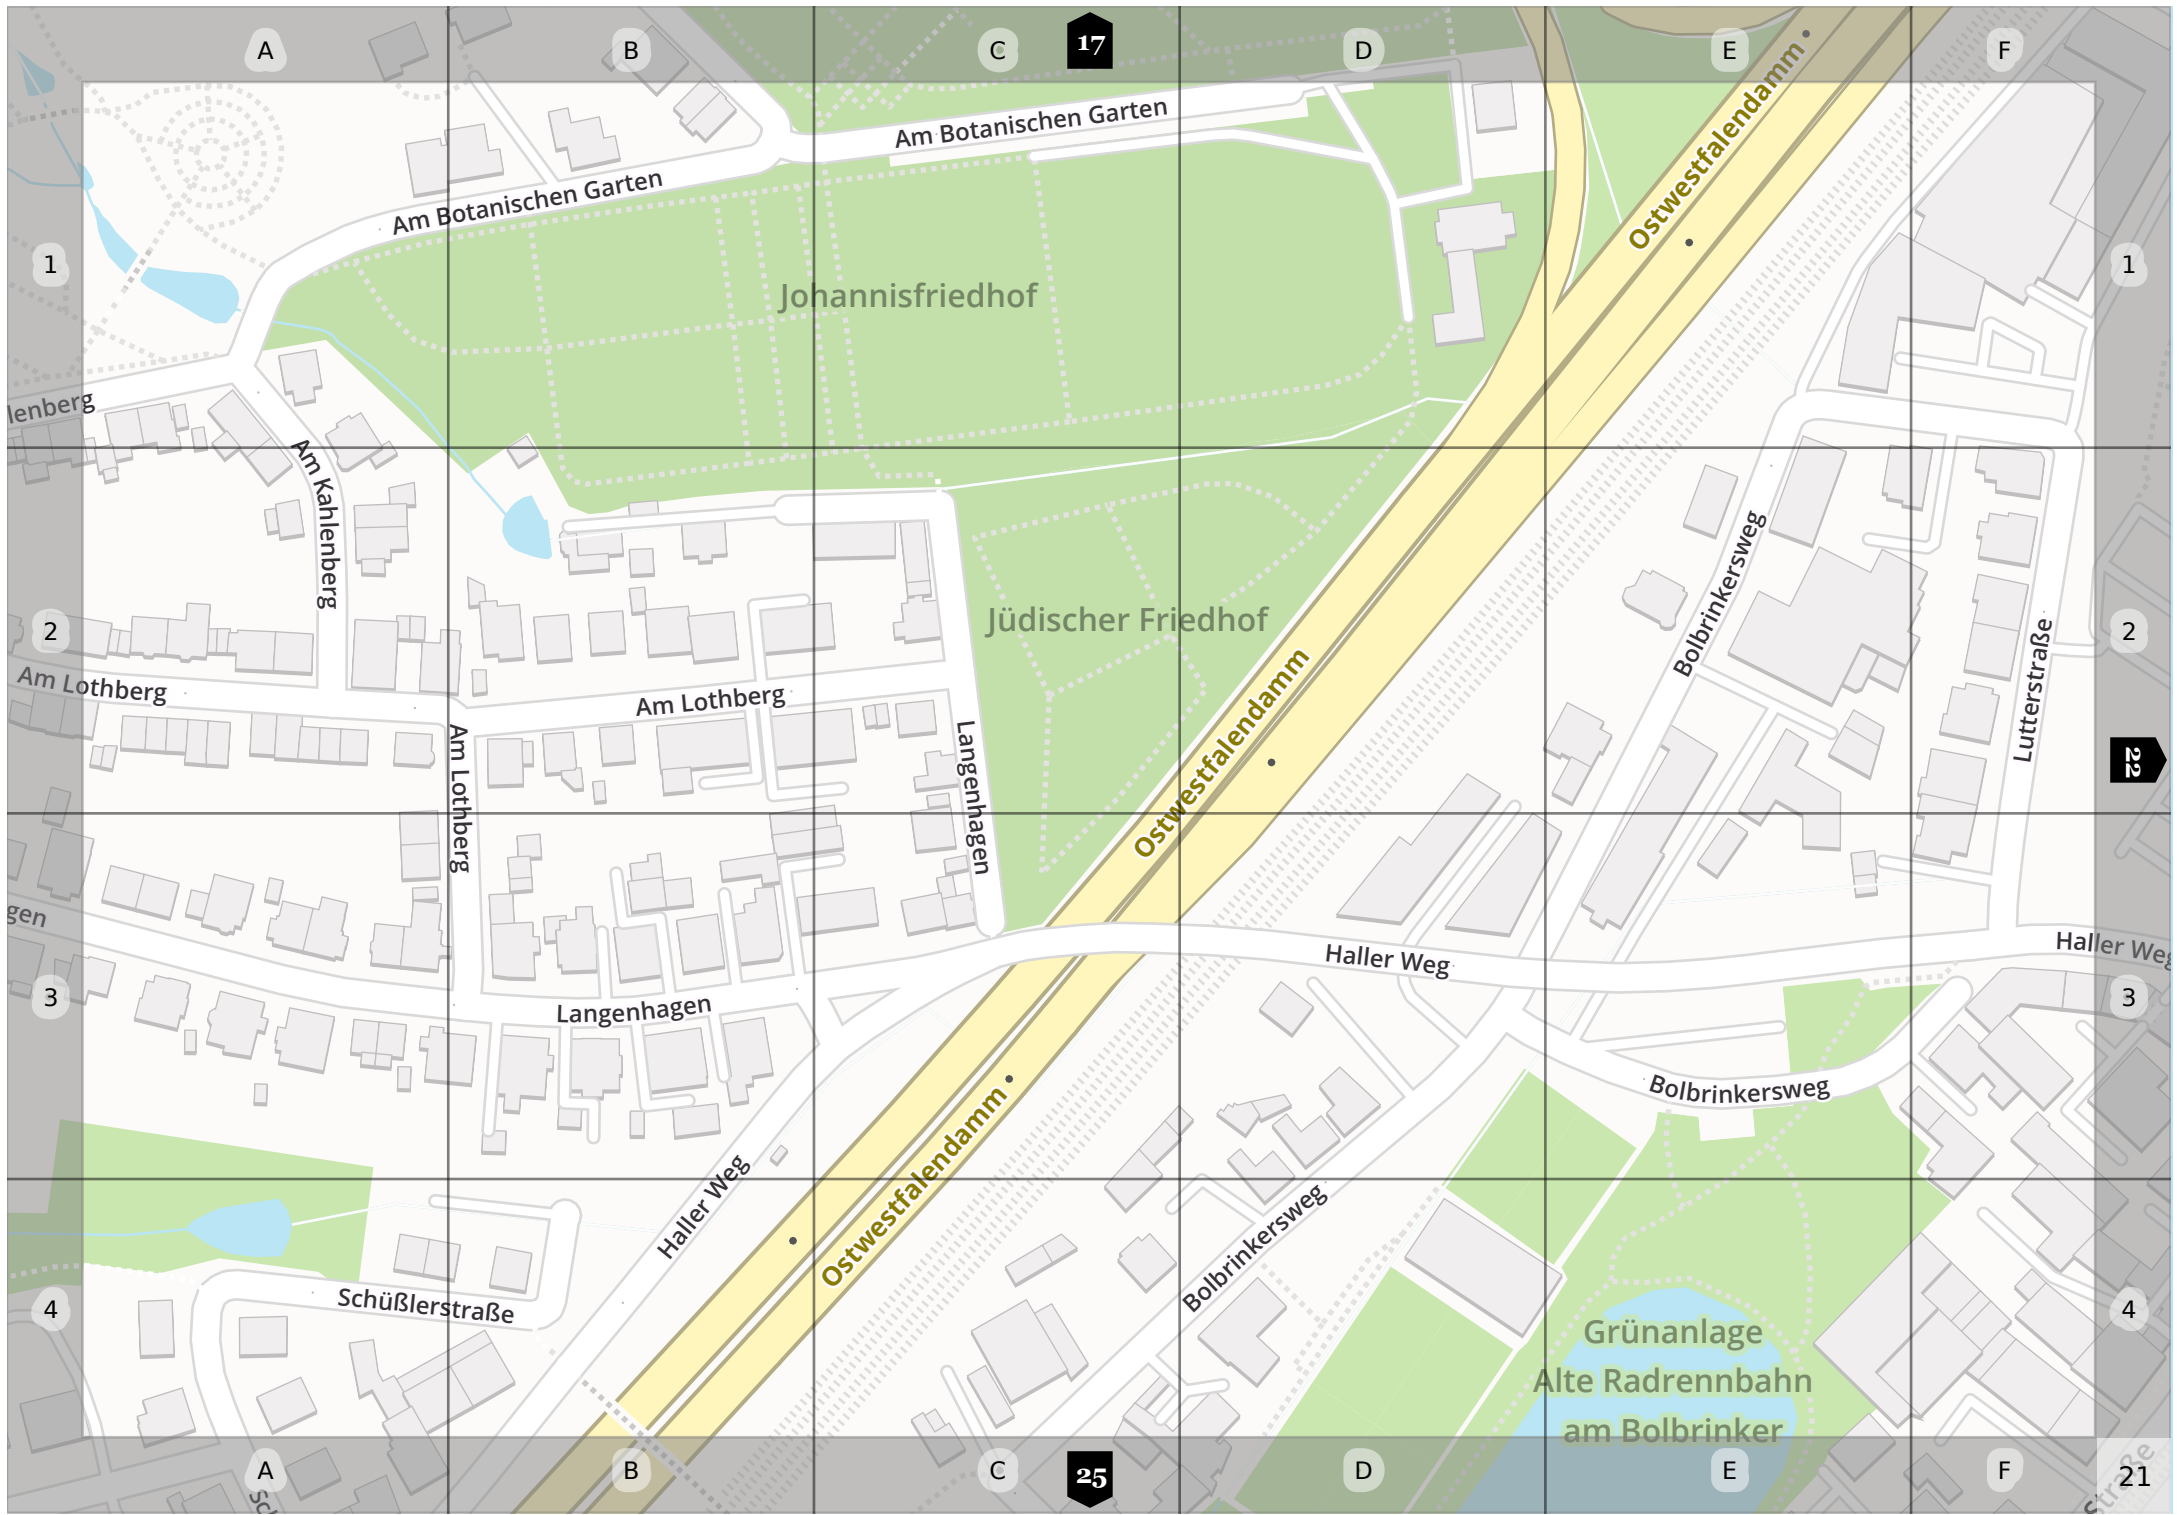 A
B
C
17
D
E
F
Am Botanischen Garten
Ostwestfalendamm
Am Botanischen Garten
1
1
Johannisfriedhof
lenberg
Am Kahlenberg
Bolbrinkersweg
2
2
Jüdischer Friedhof
Am Lothberg
Am Lothberg
Lutterstraße
Ostwestfalendamm
Am Lothberg
Langenhagen
22
gen
Haller Weg
Haller Weg
3
3
Langenhagen
Bolbrinkersweg
Ostwestfalendamm
Haller Weg
Bolbrinkersweg
4
4
Schüßlerstraße
Grünanlage
Alte Radrennbahn
am Bolbrinker
A
B
C
25
D
E
F
21
Sch
straße